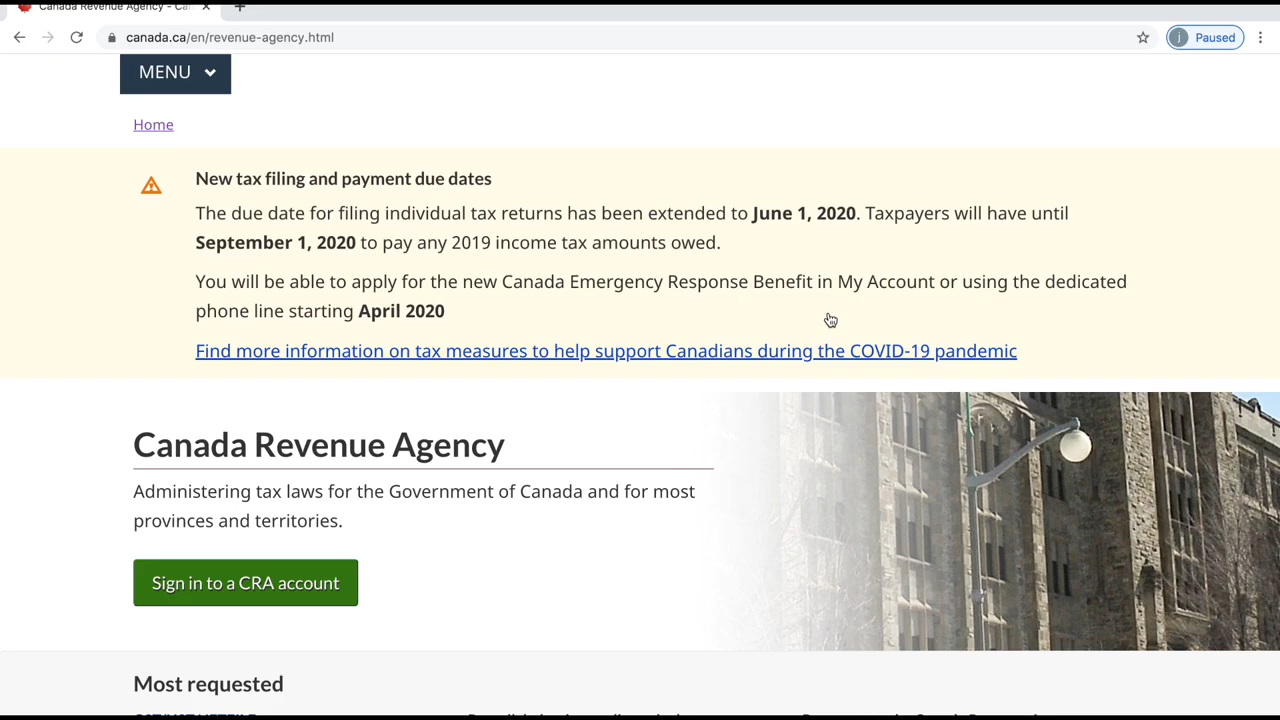 Canada Revenue Agency - Ca
canada.ca/en/revenue-agency.html
j Paused
MENU
Home
New tax filing and payment due dates
The due date for filing individual tax returns has been extended to June 1, 2020. Taxpayers will have until
September 1, 2020 to pay any 2019 income tax amounts owed.
You will be able to apply for the new Canada Emergency Response Benefit in My Account or using the dedicated
phone line starting April 2020
Find more information on tax measures to help support Canadians during the COVID-19 pandemic
Canada Revenue Agency
Administering tax laws for the Government of Canada and for most
provinces and territories.
Sign in to a CRA account
Most requested